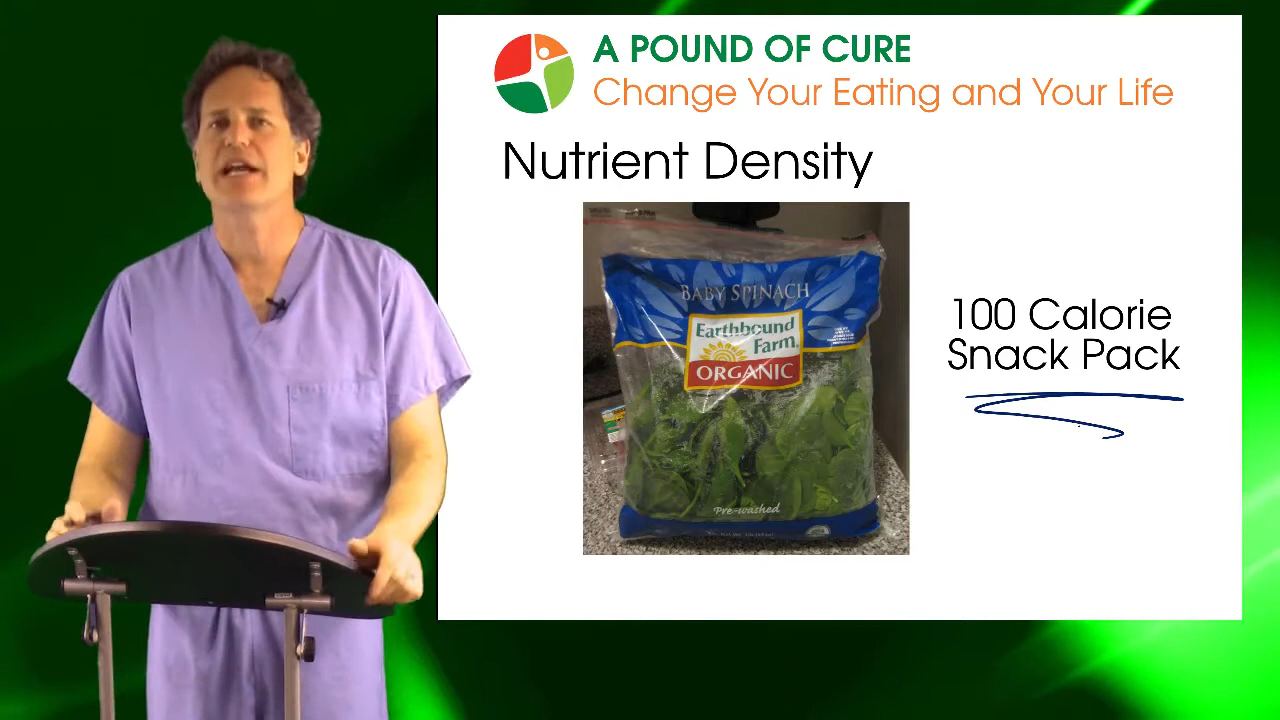 A POUND OF CURE
Change Your Eating and Your Life
Nutrient Density
BABY SPINACH
Earthbound
Farm
ORGANIC
Pre-washed
100 Calorie
Snack Pack